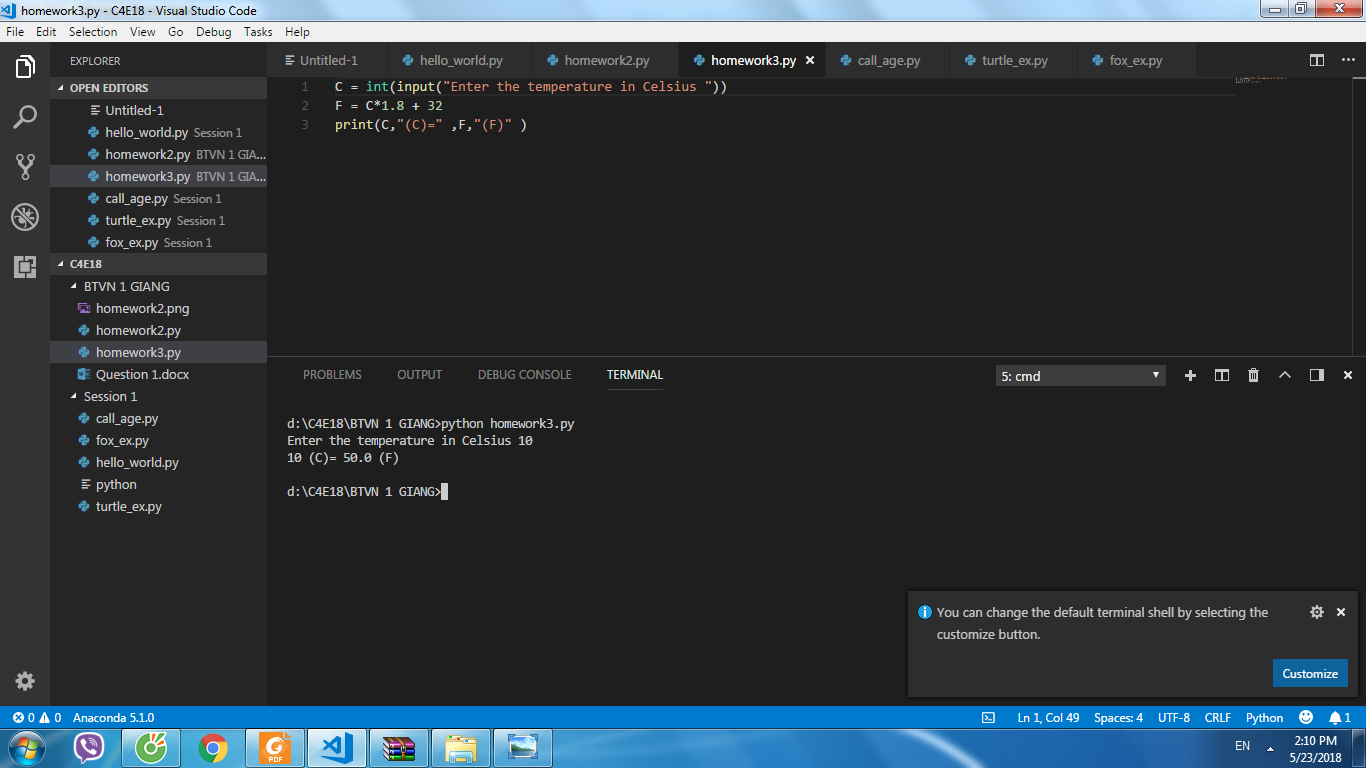 homework3.py - C4E18 - Visual Studio Code
File Edit Selection View Go Debug Tasks Help
EXPLORER
OPEN EDITORS
Untitled-1
hello_world.py Session 1
homework2.py BTVN 1 GIA...
homework3.py BTVN 1 GIA...
call_age.py Session 1
turtle_ex.py Session 1
fox_ex.py Session 1
C4E18
BTVN 1 GIANG
homework2.png
homework2.py
homework3.py
Question 1.docx
Session 1
call_age.py
fox_ex.py
hello_world.py
python
turtle_ex.py
Untitled-1 hello_world.py homework2.py homework3.py call_age.py turtle_ex.py fox_ex.py
1 C = int(input("Enter the temperature in Celsius "))
2 F = C*1.8 + 32
3 print(C,"(C)=" ,F,"(F)" )
PROBLEMS OUTPUT DEBUG CONSOLE TERMINAL 5: cmd
d:\C4E18\BTVN 1 GIANG>python homework3.py
Enter the temperature in Celsius 10
10 (C)= 50.0 (F)
d:\C4E18\BTVN 1 GIANG>
You can change the default terminal shell by selecting the
customize button.
Customize
0 0 Anaconda 5.1.0 Ln 1, Col 49 Spaces: 4 UTF-8 CRLF Python 1
PDF
EN
2:10 PM
5/23/2018